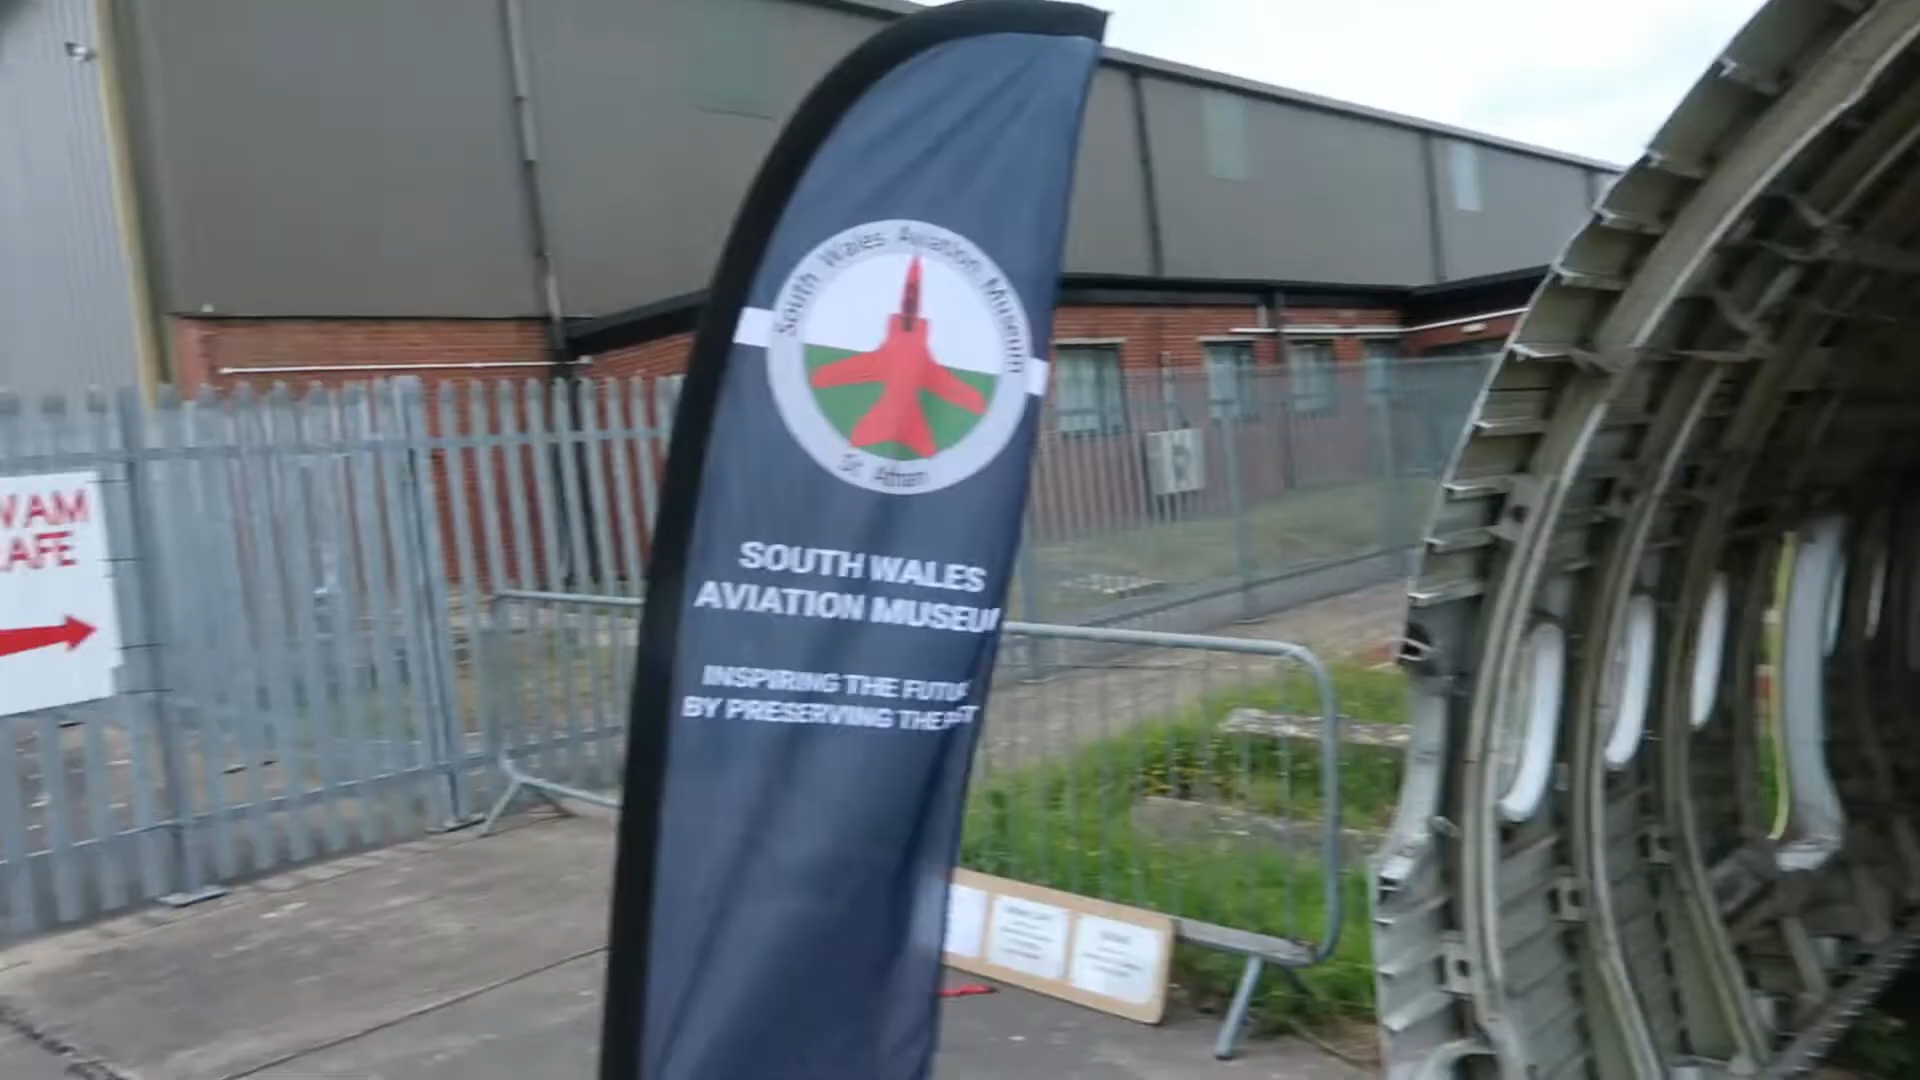 South Wales Aviation Museum
St. Athan
SOUTH WALES
AVIATION MUSEU
INSPIRING THE FUTU
BY PRESERVING THE
WAM
AFE